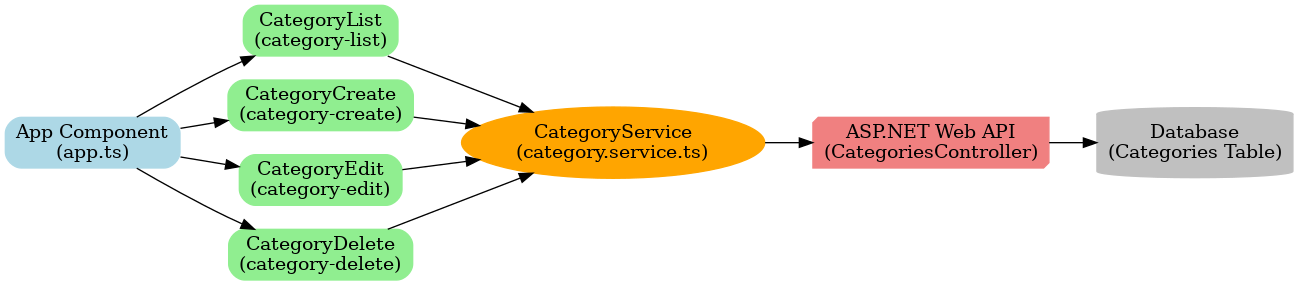 App Component
(app.ts)
CategoryList
(category-list)
CategoryCreate
(category-create)
CategoryEdit
(category-edit)
CategoryDelete
(category-delete)
CategoryService
(category.service.ts)
ASP.NET Web API
(CategoriesController)
Database
(Categories Table)